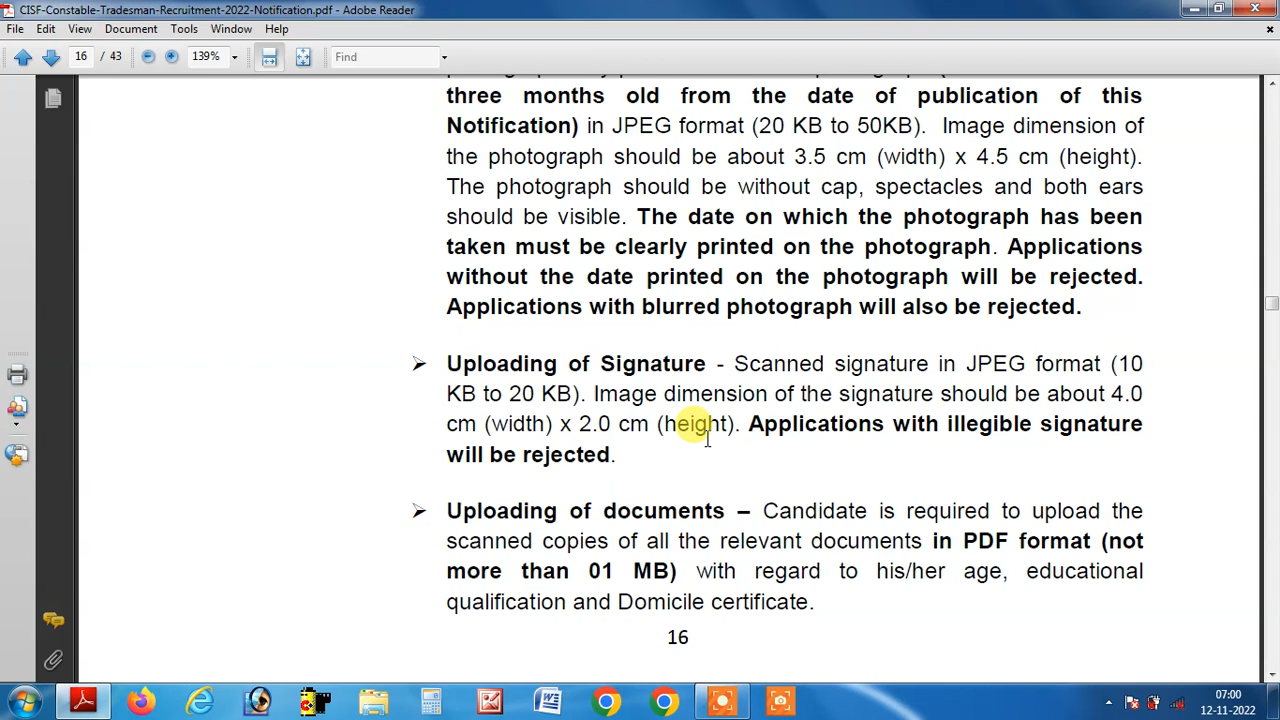 CISF-Constable-Tradesman-Recruitment-2022-Notification.pdf - Adobe Reader
File Edit View Document Tools Window Help
16 / 43 139% Find
three months old from the date of publication of this
Notification) in JPEG format (20 KB to 50KB). Image dimension of
the photograph should be about 3.5 cm (width) x 4.5 cm (height).
The photograph should be without cap, spectacles and both ears
should be visible. The date on which the photograph has been
taken must be clearly printed on the photograph. Applications
without the date printed on the photograph will be rejected.
Applications with blurred photograph will also be rejected.
➢ Uploading of Signature - Scanned signature in JPEG format (10
KB to 20 KB). Image dimension of the signature should be about 4.0
cm (width) x 2.0 cm (height). Applications with illegible signature
will be rejected.
➢ Uploading of documents – Candidate is required to upload the
scanned copies of all the relevant documents in PDF format (not
more than 01 MB) with regard to his/her age, educational
qualification and Domicile certificate.
16
07:00
12-11-2022